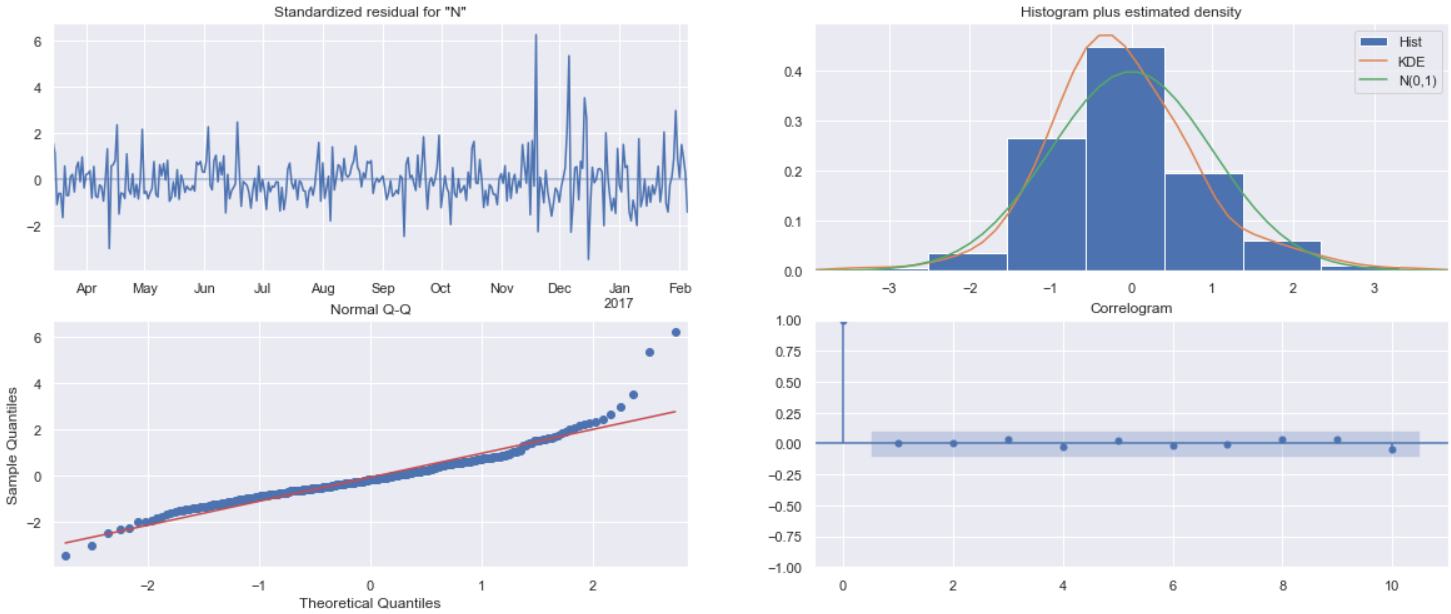 Standardized residual for "N"
6
4
2
0
−2
Apr May Jun Jul Aug Sep Oct Nov Dec Jan Feb
2017
Histogram plus estimated density
Hist
KDE
N(0,1)
0.4
0.3
0.2
0.1
0.0
−3 −2 −1 0 1 2 3
Normal Q-Q
Sample Quantiles
6
4
2
0
−2
−2 −1 0 1 2
Theoretical Quantiles
Correlogram
1.00
0.75
0.50
0.25
0.00
−0.25
−0.50
−0.75
−1.00
0 2 4 6 8 10